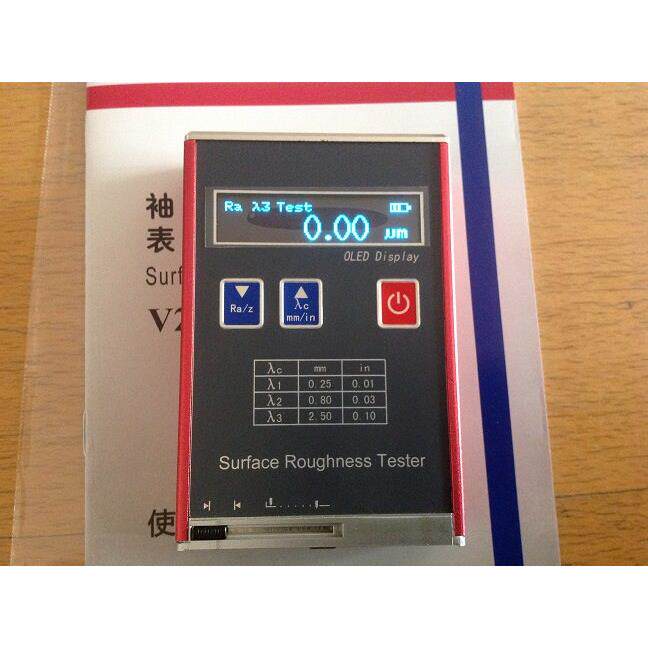 袖
表
Surf
V2
Ra λ3 Test
0.00 μm
OLED Display
Ra/z
λc
mm/in
λc mm in
λ1 0.25 0.01
λ2 0.80 0.03
λ3 2.50 0.10
Surface Roughness Tester
使